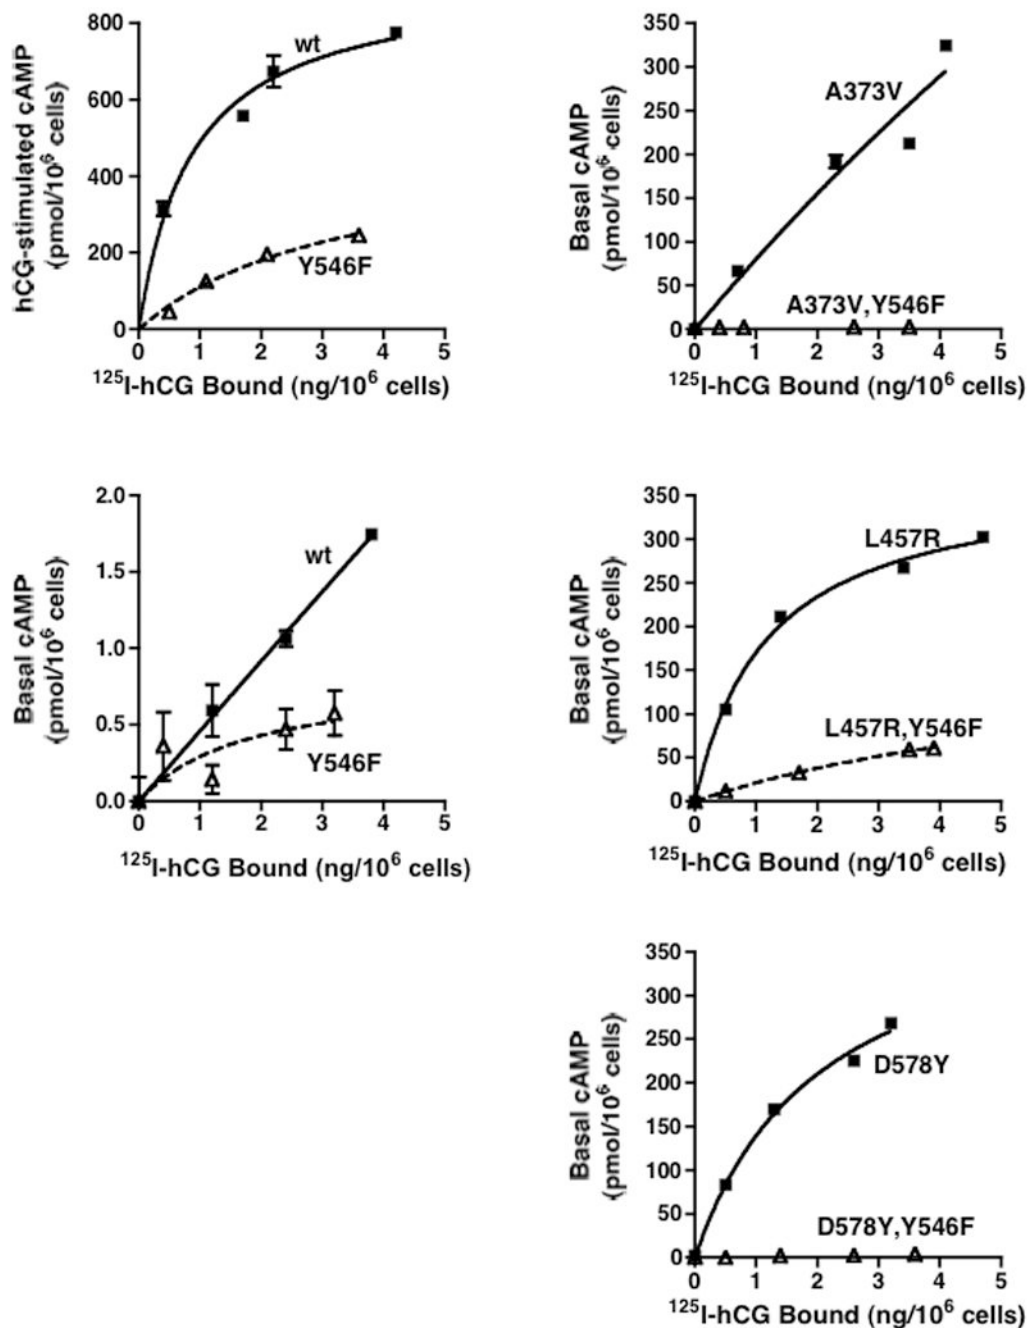 hCG-stimulated cAMP
(pmol/10⁶ cells)
800
600
400
200
0
wt
Y546F
0 1 2 3 4 5
¹²⁵I-hCG Bound (ng/10⁶ cells)
Basal cAMP
(pmol/10⁶ cells)
350
300
250
200
150
100
50
0
A373V
A373V,Y546F
0 1 2 3 4 5
¹²⁵I-hCG Bound (ng/10⁶ cells)
Basal cAMP
(pmol/10⁶ cells)
2.0
1.5
1.0
0.5
0.0
wt
Y546F
0 1 2 3 4 5
¹²⁵I-hCG Bound (ng/10⁶ cells)
Basal cAMP
(pmol/10⁶ cells)
350
300
250
200
150
100
50
0
L457R
L457R,Y546F
0 1 2 3 4 5
¹²⁵I-hCG Bound (ng/10⁶ cells)
Basal cAMP
(pmol/10⁶ cells)
350
300
250
200
150
100
50
0
D578Y
D578Y,Y546F
0 1 2 3 4 5
¹²⁵I-hCG Bound (ng/10⁶ cells)